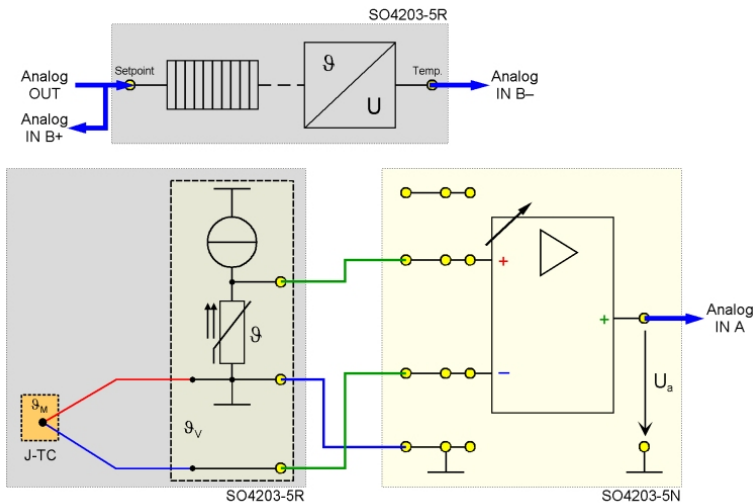 SO4203-5R
Analog
OUT
Setpoint
ϑ
U
Temp.
Analog
IN B–
Analog
IN B+
+
ϑ
+
Analog
IN A
–
ϑM
ϑV
Ua
J-TC
SO4203-5R
SO4203-5N